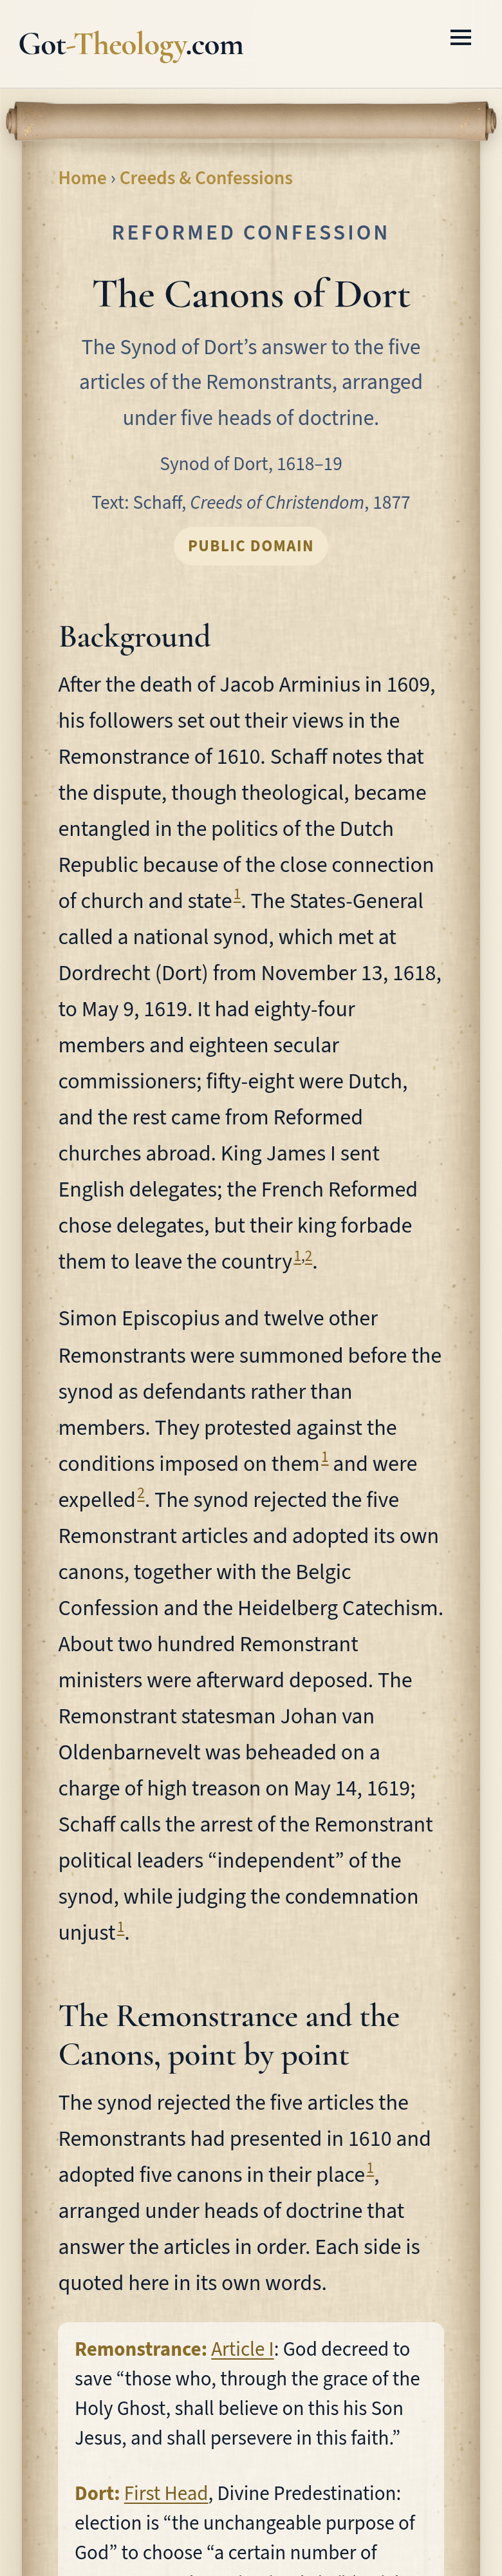 Got-Theology.com
Home › Creeds & Confessions
REFORMED CONFESSION
The Canons of Dort
The Synod of Dort’s answer to the five
articles of the Remonstrants, arranged
under five heads of doctrine.
Synod of Dort, 1618–19
Text: Schaff, Creeds of Christendom, 1877
PUBLIC DOMAIN
Background
After the death of Jacob Arminius in 1609,
his followers set out their views in the
Remonstrance of 1610. Schaff notes that
the dispute, though theological, became
entangled in the politics of the Dutch
Republic because of the close connection
of church and state1. The States-General
called a national synod, which met at
Dordrecht (Dort) from November 13, 1618,
to May 9, 1619. It had eighty-four
members and eighteen secular
commissioners; fifty-eight were Dutch,
and the rest came from Reformed
churches abroad. King James I sent
English delegates; the French Reformed
chose delegates, but their king forbade
them to leave the country1,2.
Simon Episcopius and twelve other
Remonstrants were summoned before the
synod as defendants rather than
members. They protested against the
conditions imposed on them1 and were
expelled2. The synod rejected the five
Remonstrant articles and adopted its own
canons, together with the Belgic
Confession and the Heidelberg Catechism.
About two hundred Remonstrant
ministers were afterward deposed. The
Remonstrant statesman Johan van
Oldenbarnevelt was beheaded on a
charge of high treason on May 14, 1619;
Schaff calls the arrest of the Remonstrant
political leaders “independent” of the
synod, while judging the condemnation
unjust1.
The Remonstrance and the
Canons, point by point
The synod rejected the five articles the
Remonstrants had presented in 1610 and
adopted five canons in their place1,
arranged under heads of doctrine that
answer the articles in order. Each side is
quoted here in its own words.
Remonstrance: Article I: God decreed to
save “those who, through the grace of the
Holy Ghost, shall believe on this his Son
Jesus, and shall persevere in this faith.”
Dort: First Head, Divine Predestination:
election is “the unchangeable purpose of
God” to choose “a certain number of